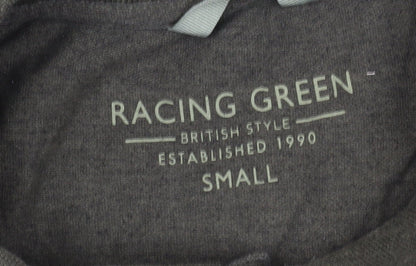 RACING GREEN
BRITISH STYLE
ESTABLISHED 1990
SMALL